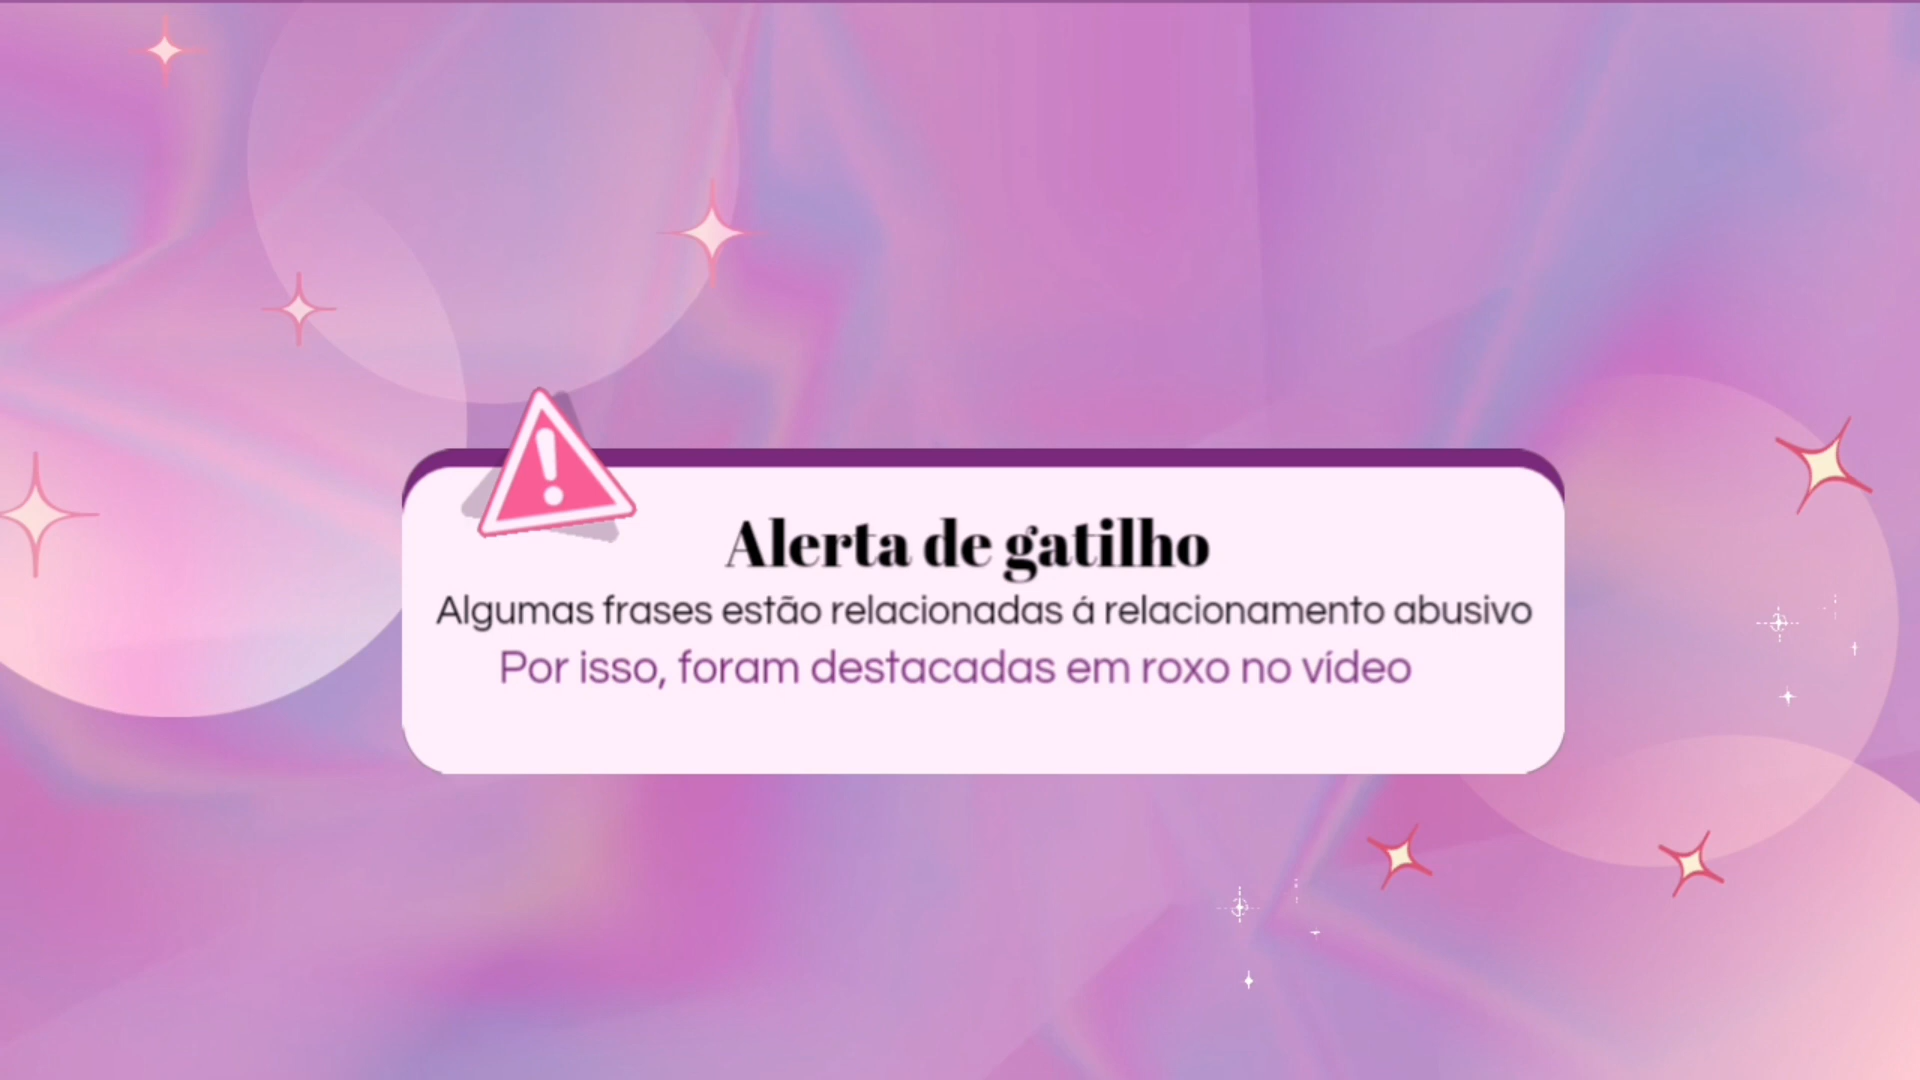 Alerta de gatilho
Algumas frases estão relacionadas á relacionamento abusivo
Por isso, foram destacadas em roxo no vídeo